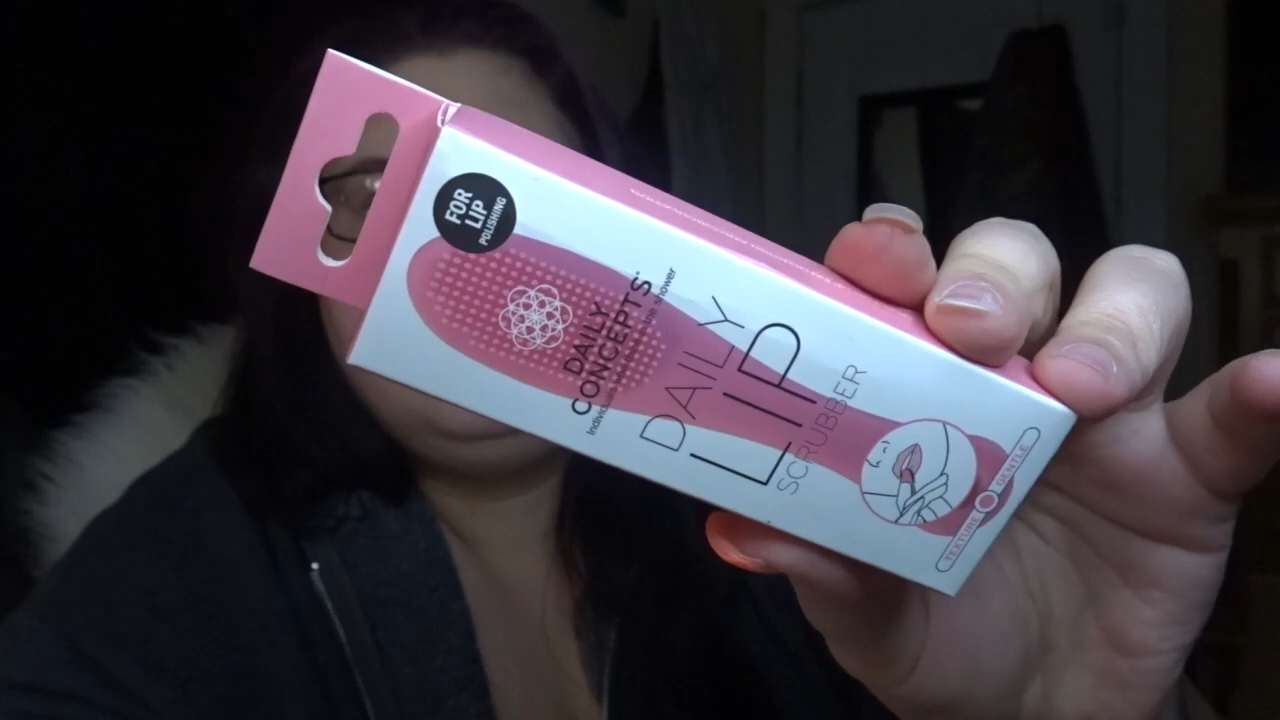 FOR
LIP
POLISHING
DAILY
CONCEPTS®
DAILY
LIP
SCRUBBER
TEXTURE GENTLE